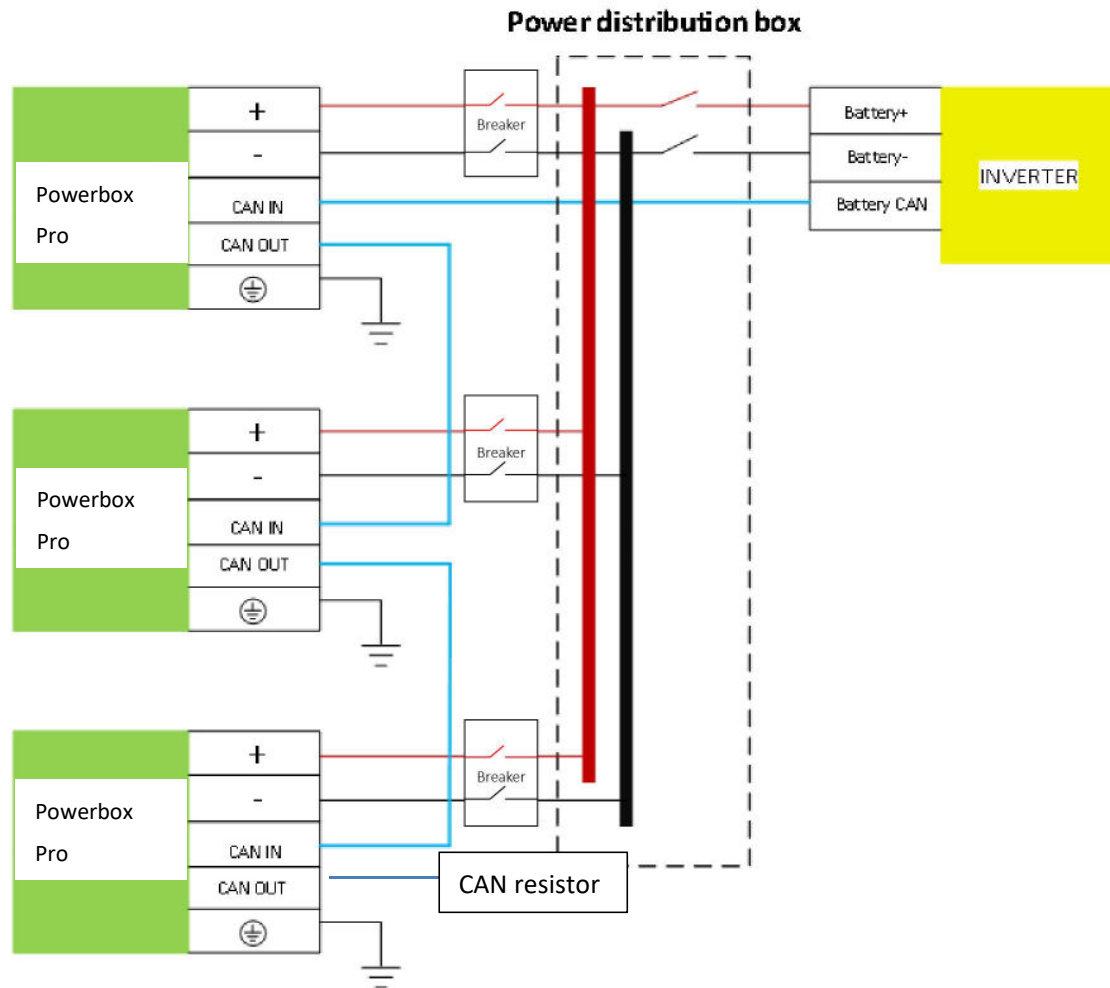 Power distribution box
Powerbox
Pro
+
-
CAN IN
CAN OUT
Breaker
Battery+
Battery-
Battery CAN
INVERTER
Powerbox
Pro
+
-
CAN IN
CAN OUT
Breaker
Powerbox
Pro
+
-
CAN IN
CAN OUT
Breaker
CAN resistor